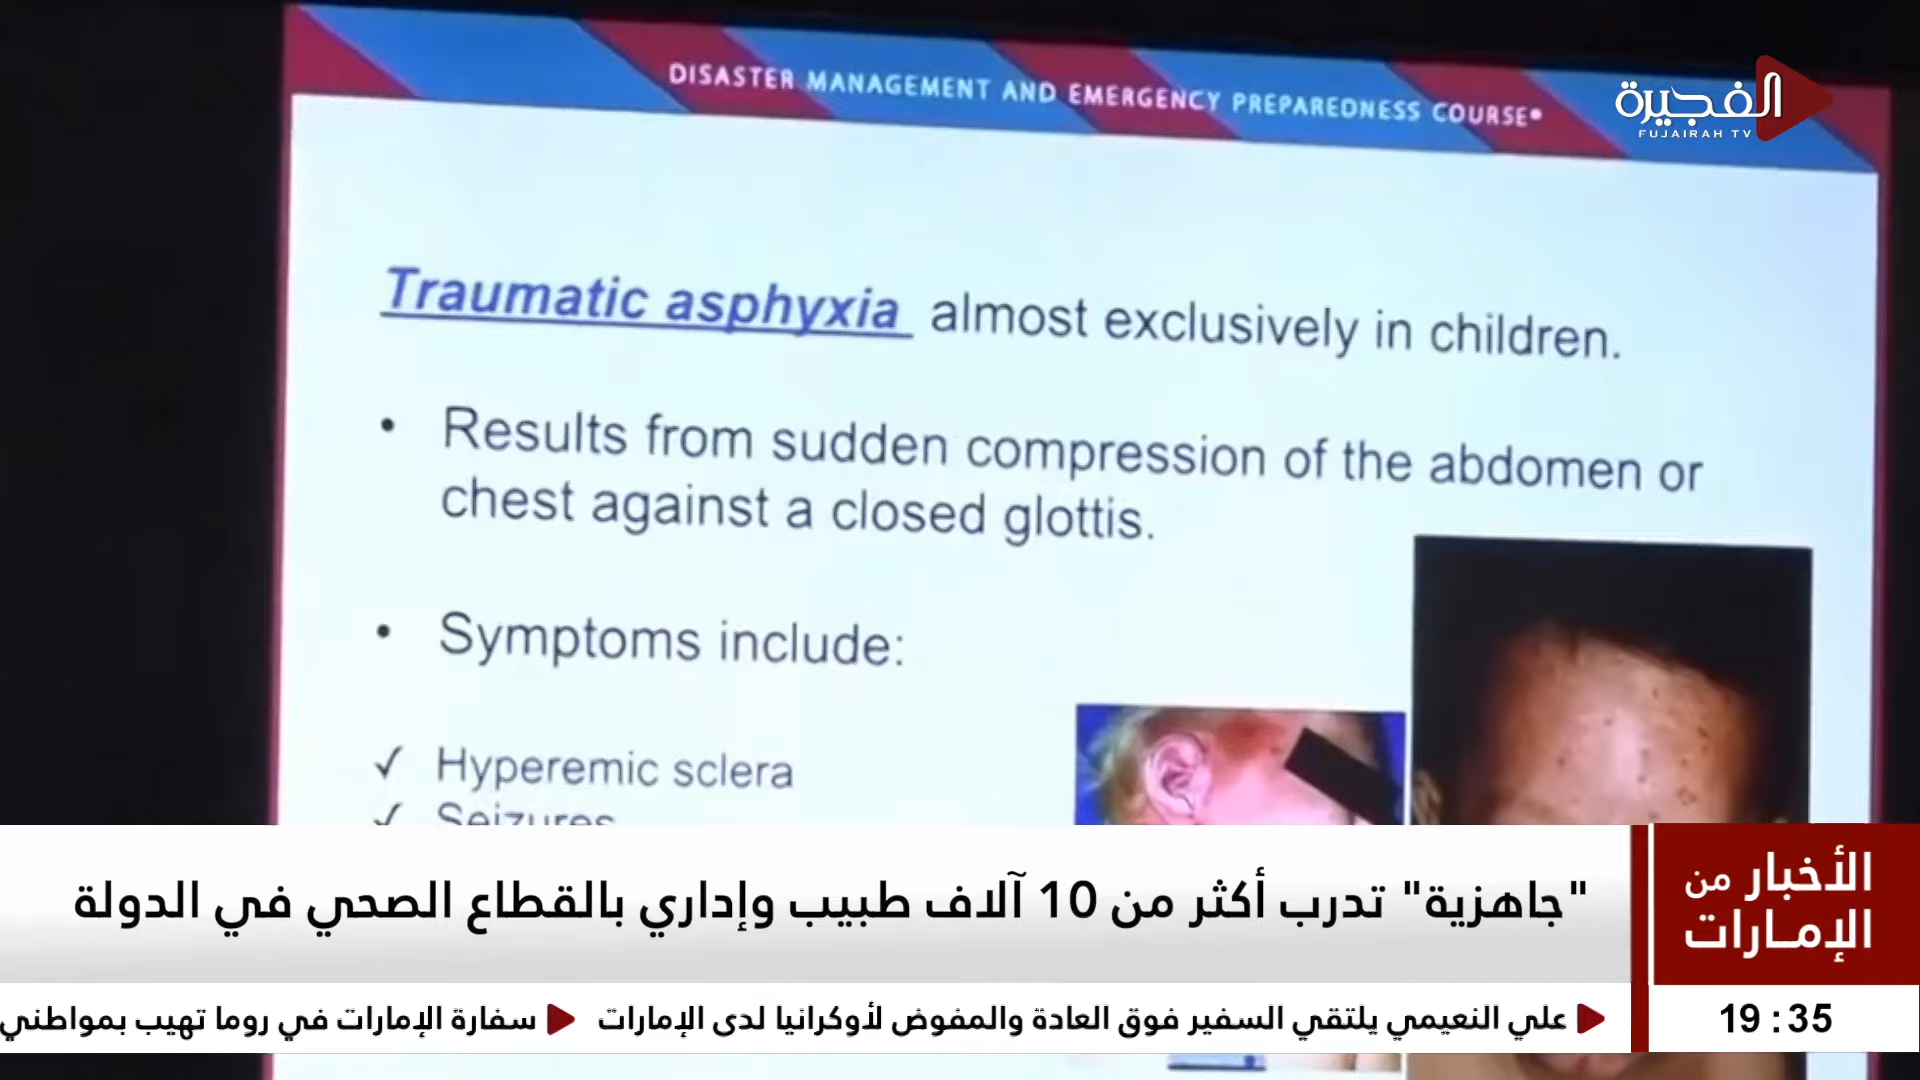 DISASTER MANAGEMENT AND EMERGENCY PREPAREDNESS COURSE®
الفجيرة
FUJAIRAH TV
Traumatic asphyxia almost exclusively in children.
• Results from sudden compression of the abdomen or
chest against a closed glottis.
• Symptoms include:
✓ Hyperemic sclera
✓ Seizures
"جاهزية" تدرب أكثر من 10 آلاف طبيب وإداري بالقطاع الصحي في الدولة
الأخبار من
الإمارات
علي النعيمي يلتقي السفير فوق العادة والمفوض لأوكرانيا لدى الإمارات
سفارة الإمارات في روما تهيب بمواطني
19:35